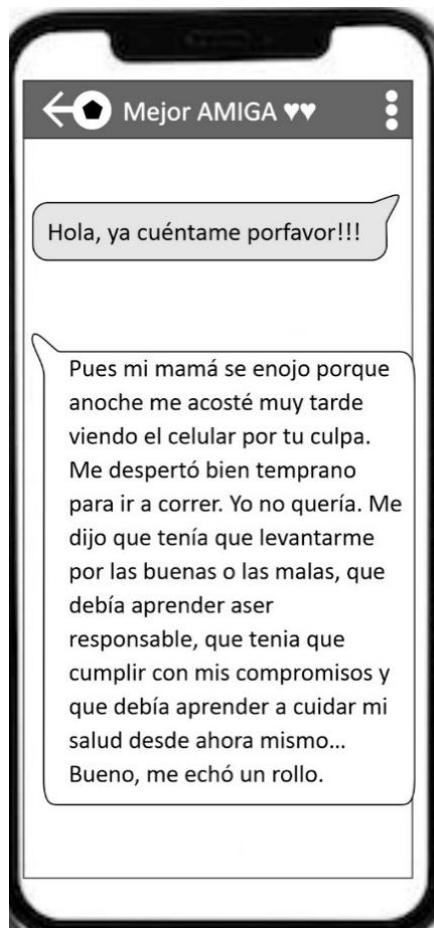 Mejor AMIGA ♥♥
Hola, ya cuéntame porfavor!!!
Pues mi mamá se enojo porque
anoche me acosté muy tarde
viendo el celular por tu culpa.
Me despertó bien temprano
para ir a correr. Yo no quería. Me
dijo que tenía que levantarme
por las buenas o las malas, que
debía aprender aser
responsable, que tenia que
cumplir con mis compromisos y
que debía aprender a cuidar mi
salud desde ahora mismo...
Bueno, me echó un rollo.